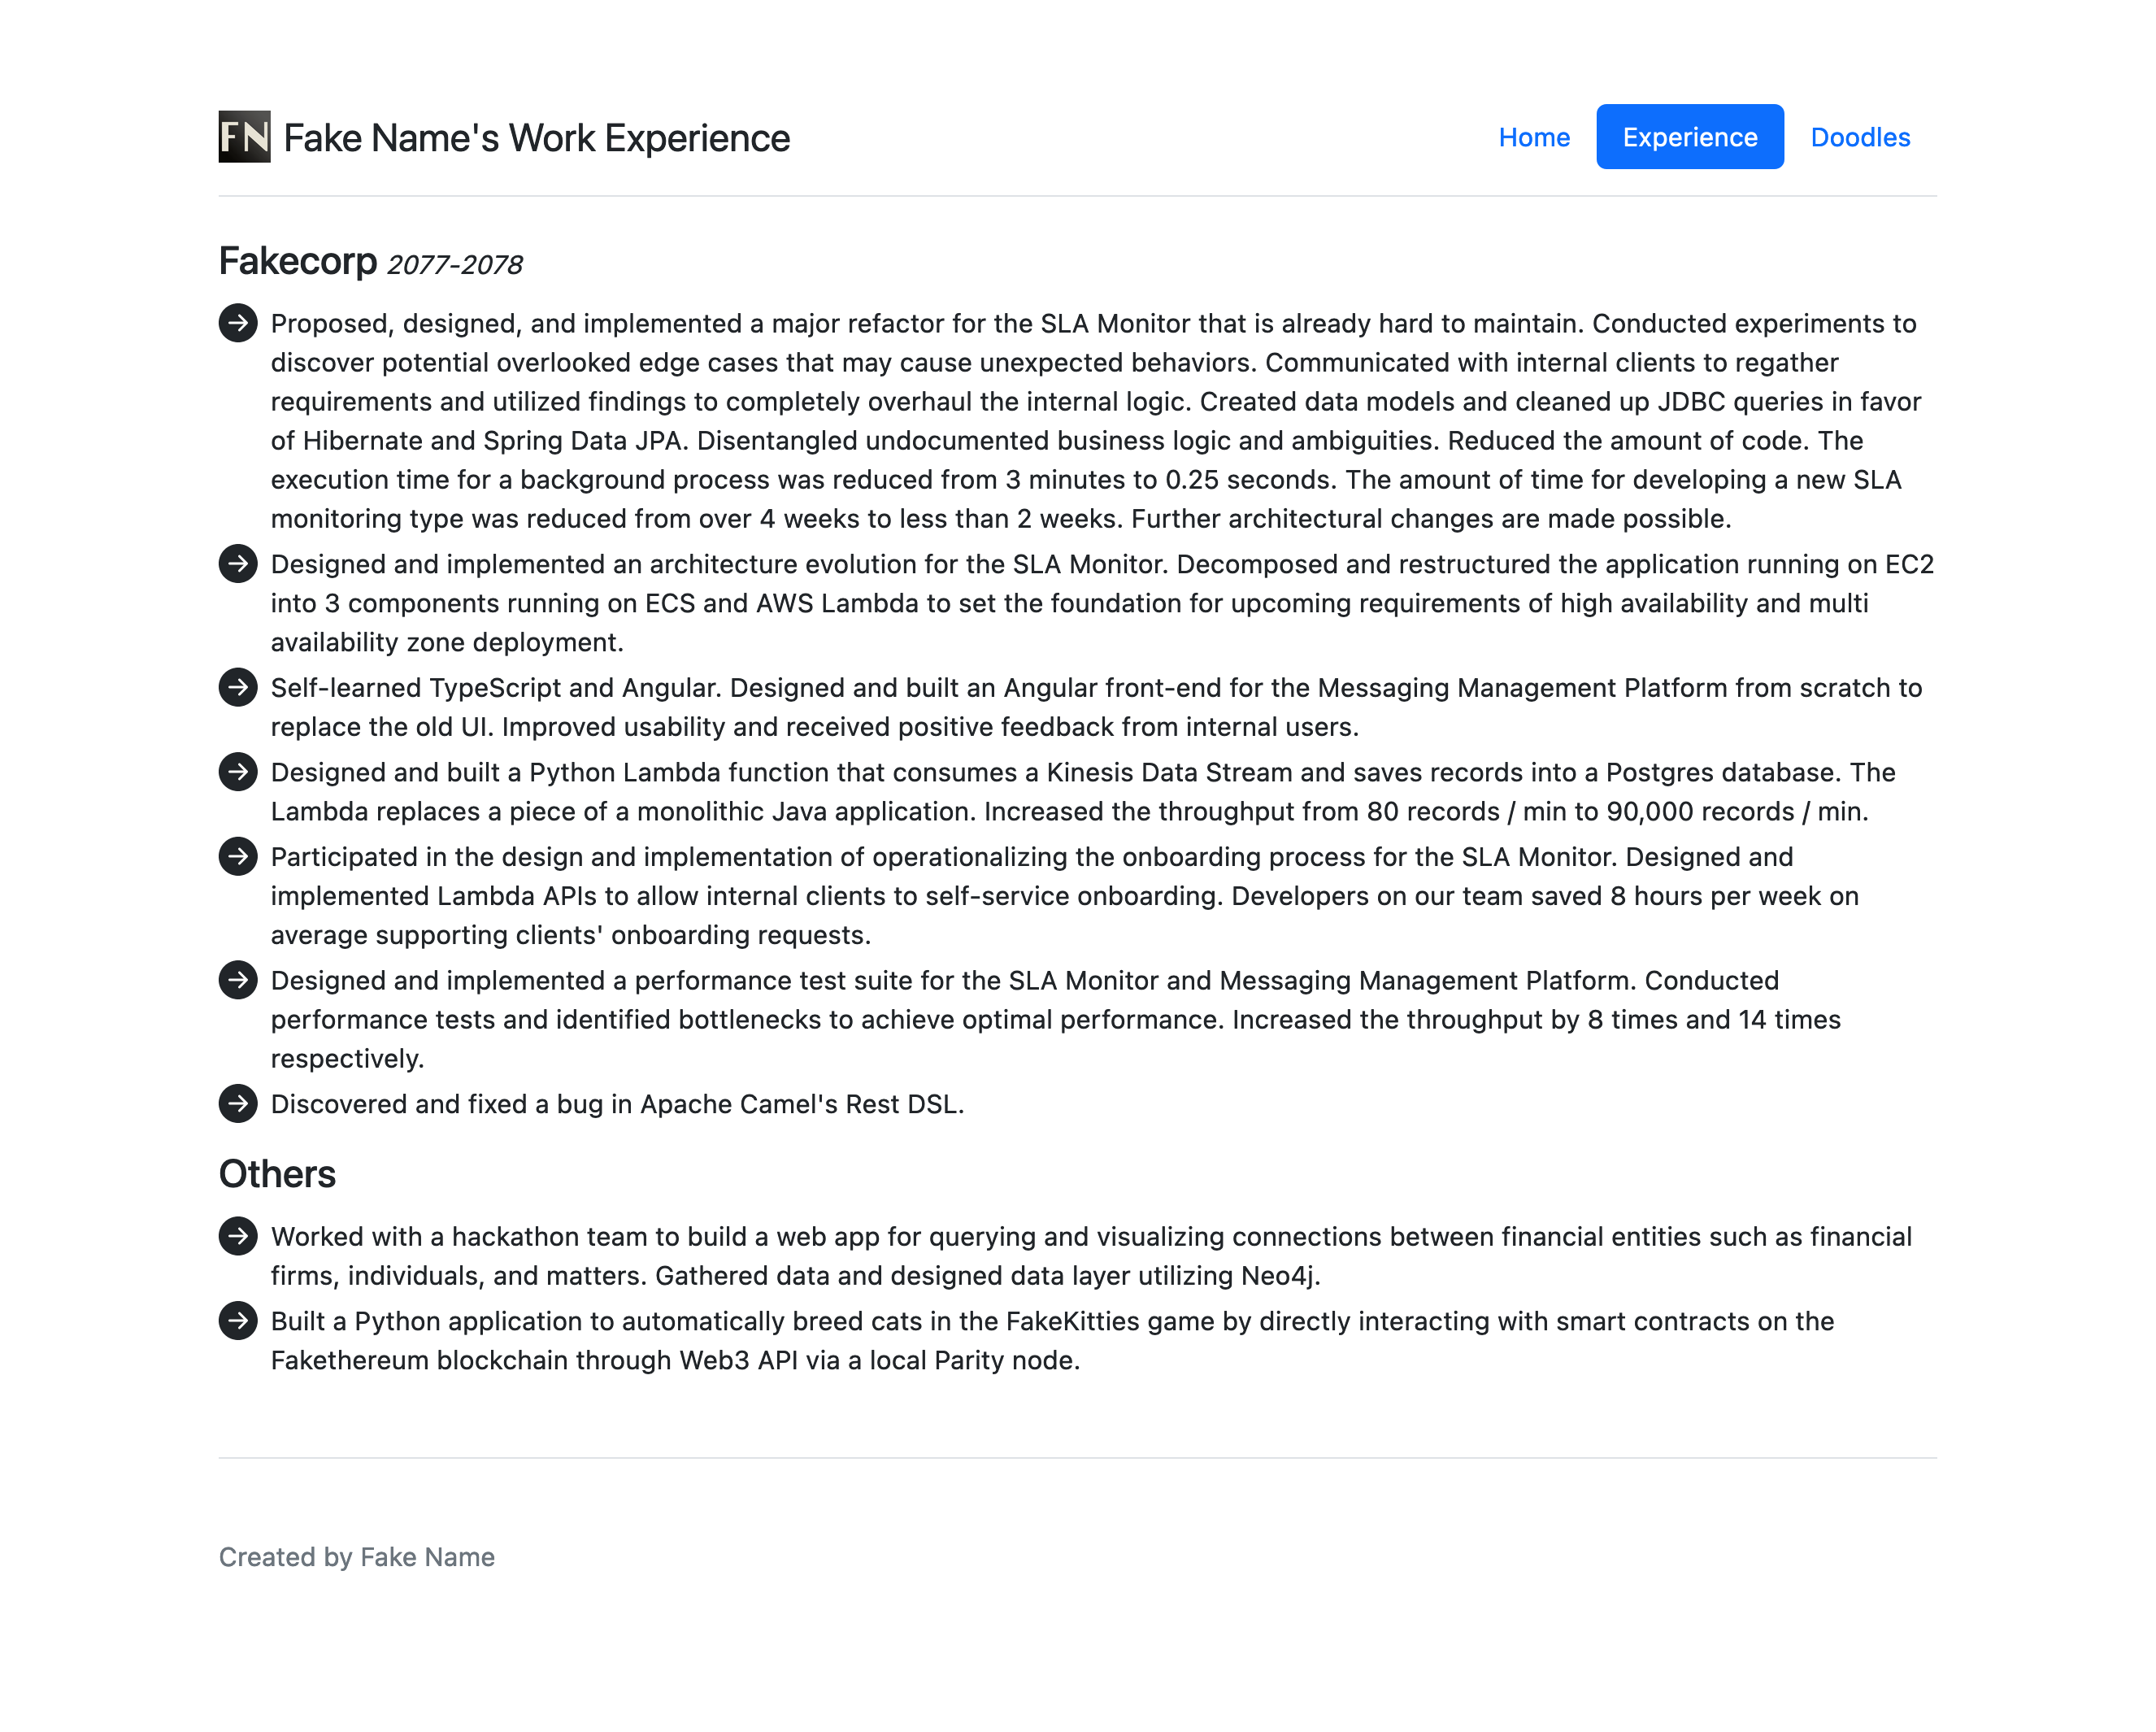 FN Fake Name's Work Experience
Home Experience Doodles
Fakecorp 2077-2078
Proposed, designed, and implemented a major refactor for the SLA Monitor that is already hard to maintain. Conducted experiments to
discover potential overlooked edge cases that may cause unexpected behaviors. Communicated with internal clients to regather
requirements and utilized findings to completely overhaul the internal logic. Created data models and cleaned up JDBC queries in favor
of Hibernate and Spring Data JPA. Disentangled undocumented business logic and ambiguities. Reduced the amount of code. The
execution time for a background process was reduced from 3 minutes to 0.25 seconds. The amount of time for developing a new SLA
monitoring type was reduced from over 4 weeks to less than 2 weeks. Further architectural changes are made possible.
Designed and implemented an architecture evolution for the SLA Monitor. Decomposed and restructured the application running on EC2
into 3 components running on ECS and AWS Lambda to set the foundation for upcoming requirements of high availability and multi
availability zone deployment.
Self-learned TypeScript and Angular. Designed and built an Angular front-end for the Messaging Management Platform from scratch to
replace the old UI. Improved usability and received positive feedback from internal users.
Designed and built a Python Lambda function that consumes a Kinesis Data Stream and saves records into a Postgres database. The
Lambda replaces a piece of a monolithic Java application. Increased the throughput from 80 records / min to 90,000 records / min.
Participated in the design and implementation of operationalizing the onboarding process for the SLA Monitor. Designed and
implemented Lambda APIs to allow internal clients to self-service onboarding. Developers on our team saved 8 hours per week on
average supporting clients' onboarding requests.
Designed and implemented a performance test suite for the SLA Monitor and Messaging Management Platform. Conducted
performance tests and identified bottlenecks to achieve optimal performance. Increased the throughput by 8 times and 14 times
respectively.
Discovered and fixed a bug in Apache Camel's Rest DSL.
Others
Worked with a hackathon team to build a web app for querying and visualizing connections between financial entities such as financial
firms, individuals, and matters. Gathered data and designed data layer utilizing Neo4j.
Built a Python application to automatically breed cats in the FakeKitties game by directly interacting with smart contracts on the
Fakethereum blockchain through Web3 API via a local Parity node.
Created by Fake Name